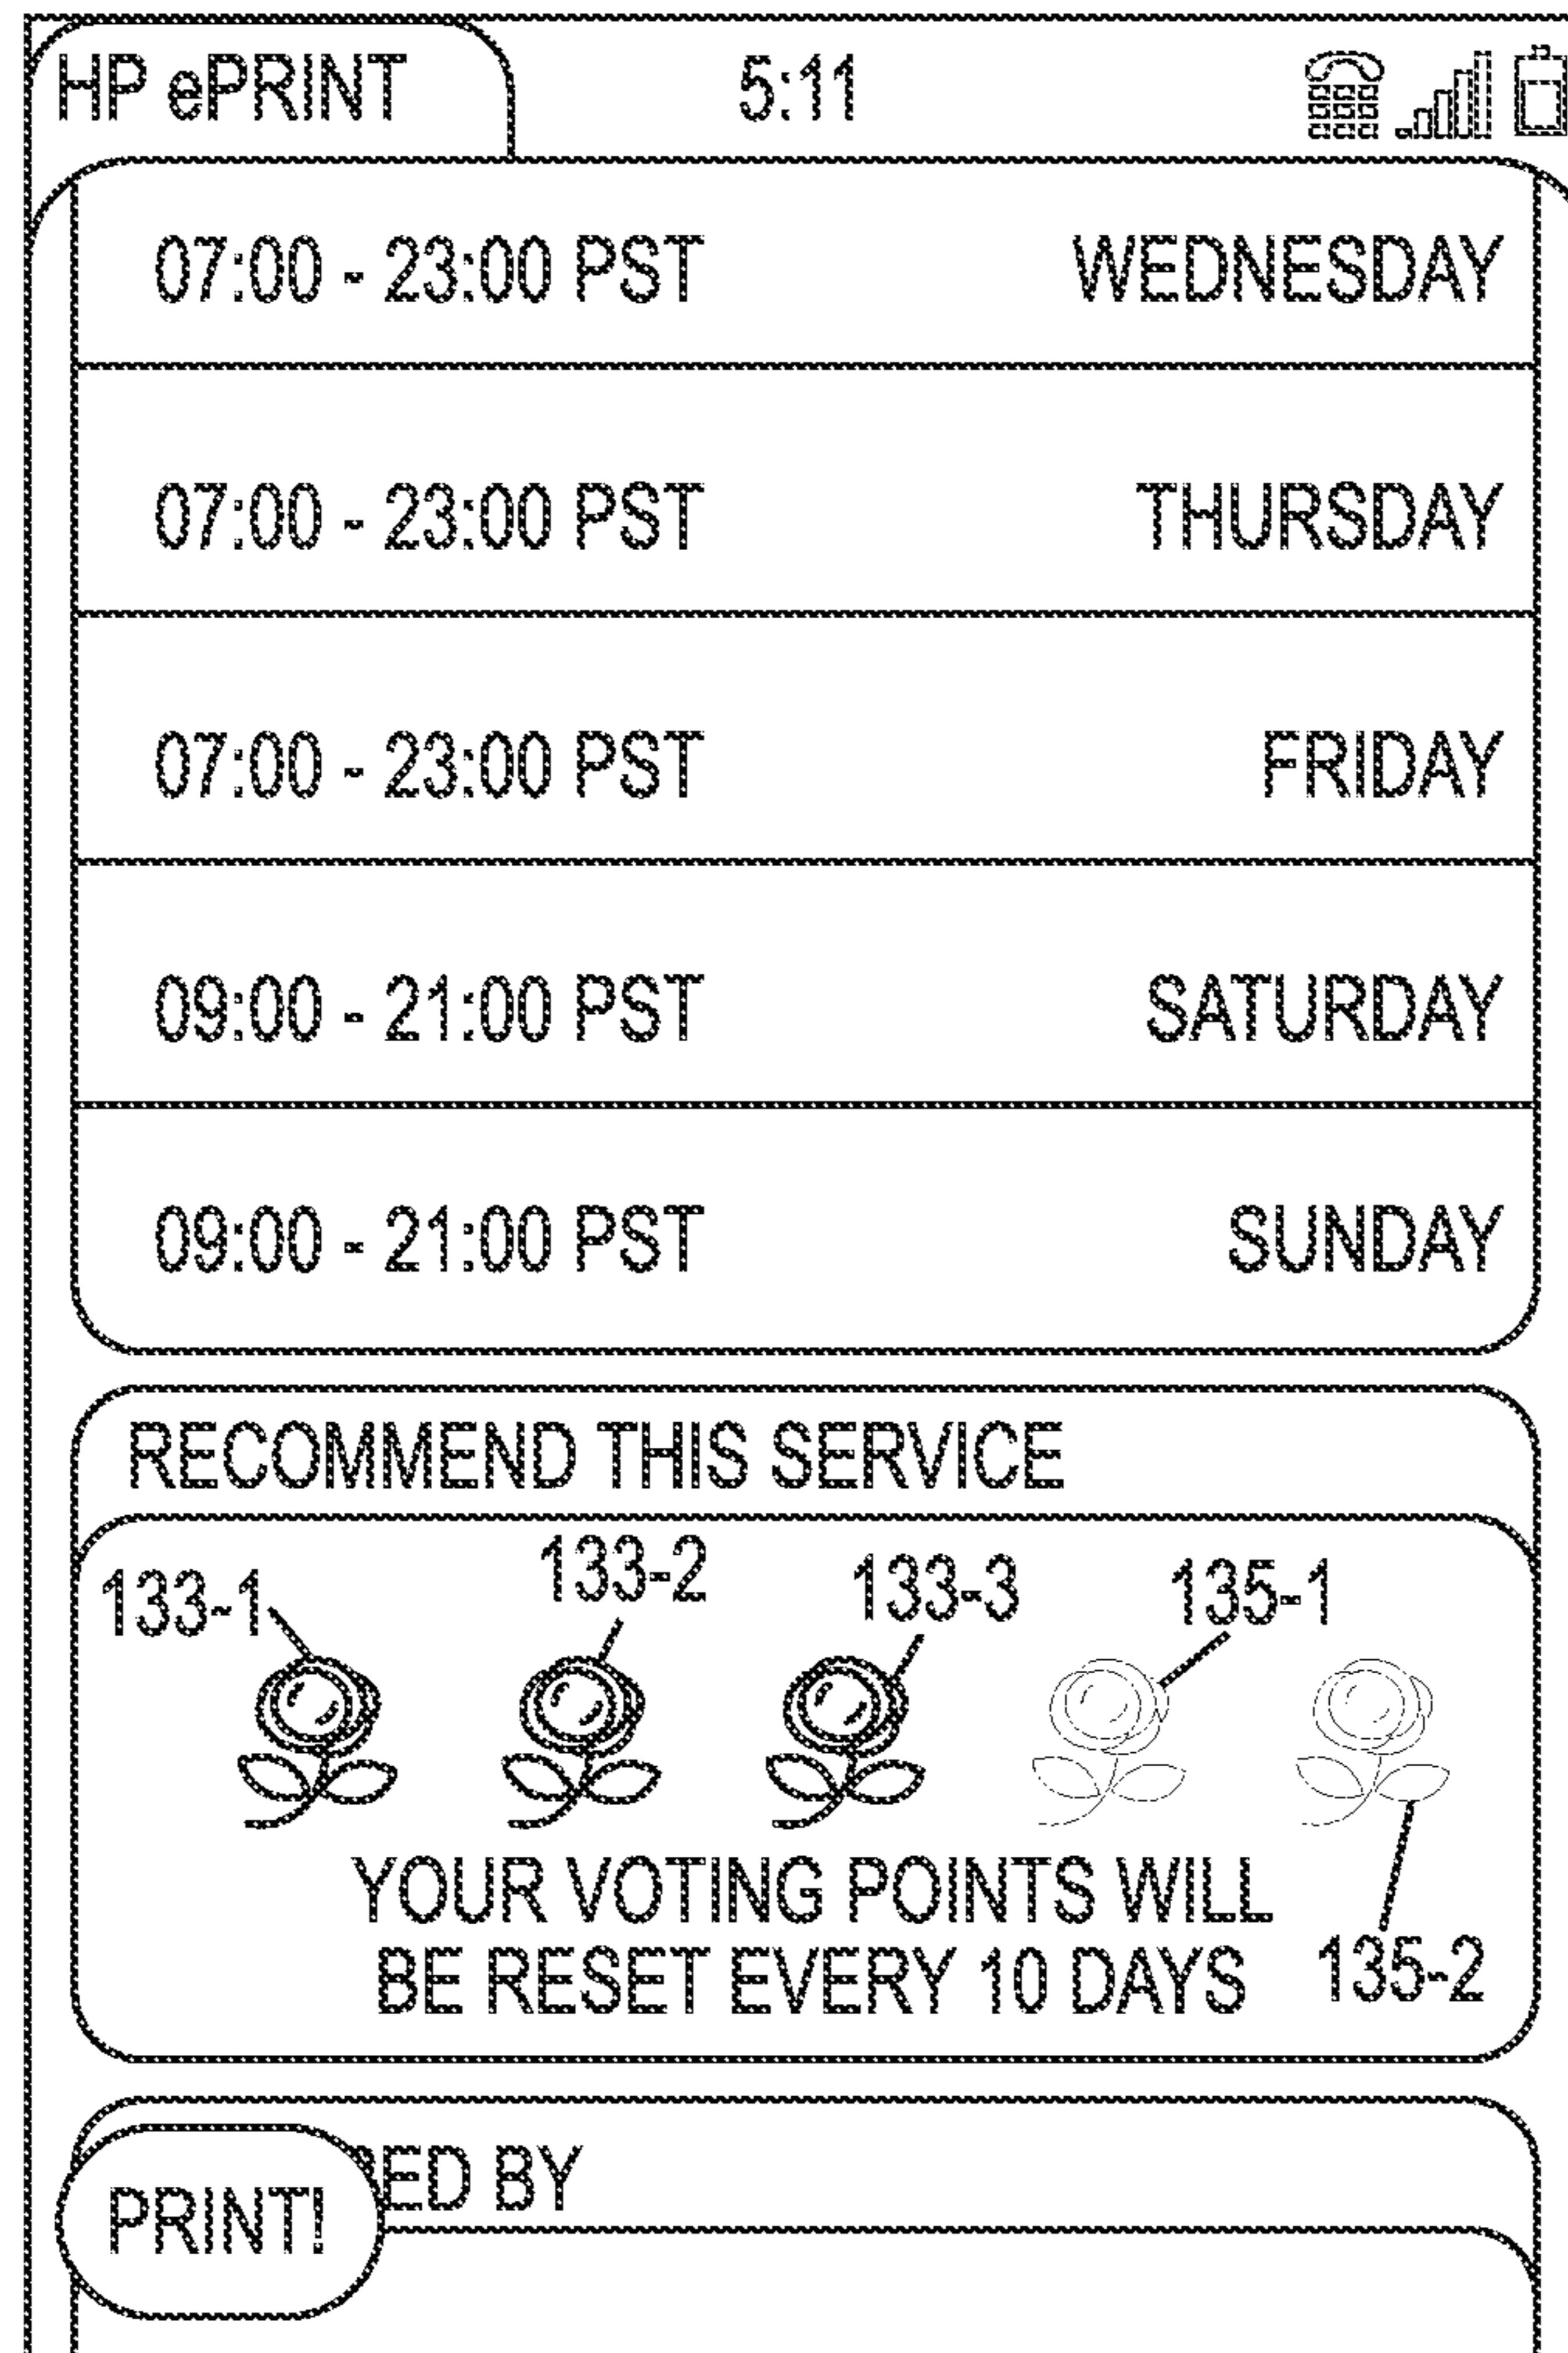 HP ePRINT 5:11
07:00 - 23:00 PST WEDNESDAY
07:00 - 23:00 PST THURSDAY
07:00 - 23:00 PST FRIDAY
09:00 - 21:00 PST SATURDAY
09:00 - 21:00 PST SUNDAY
RECOMMEND THIS SERVICE
133-1 133-2 133-3 135-1
YOUR VOTING POINTS WILL
BE RESET EVERY 10 DAYS 135-2
BY
PRINT!